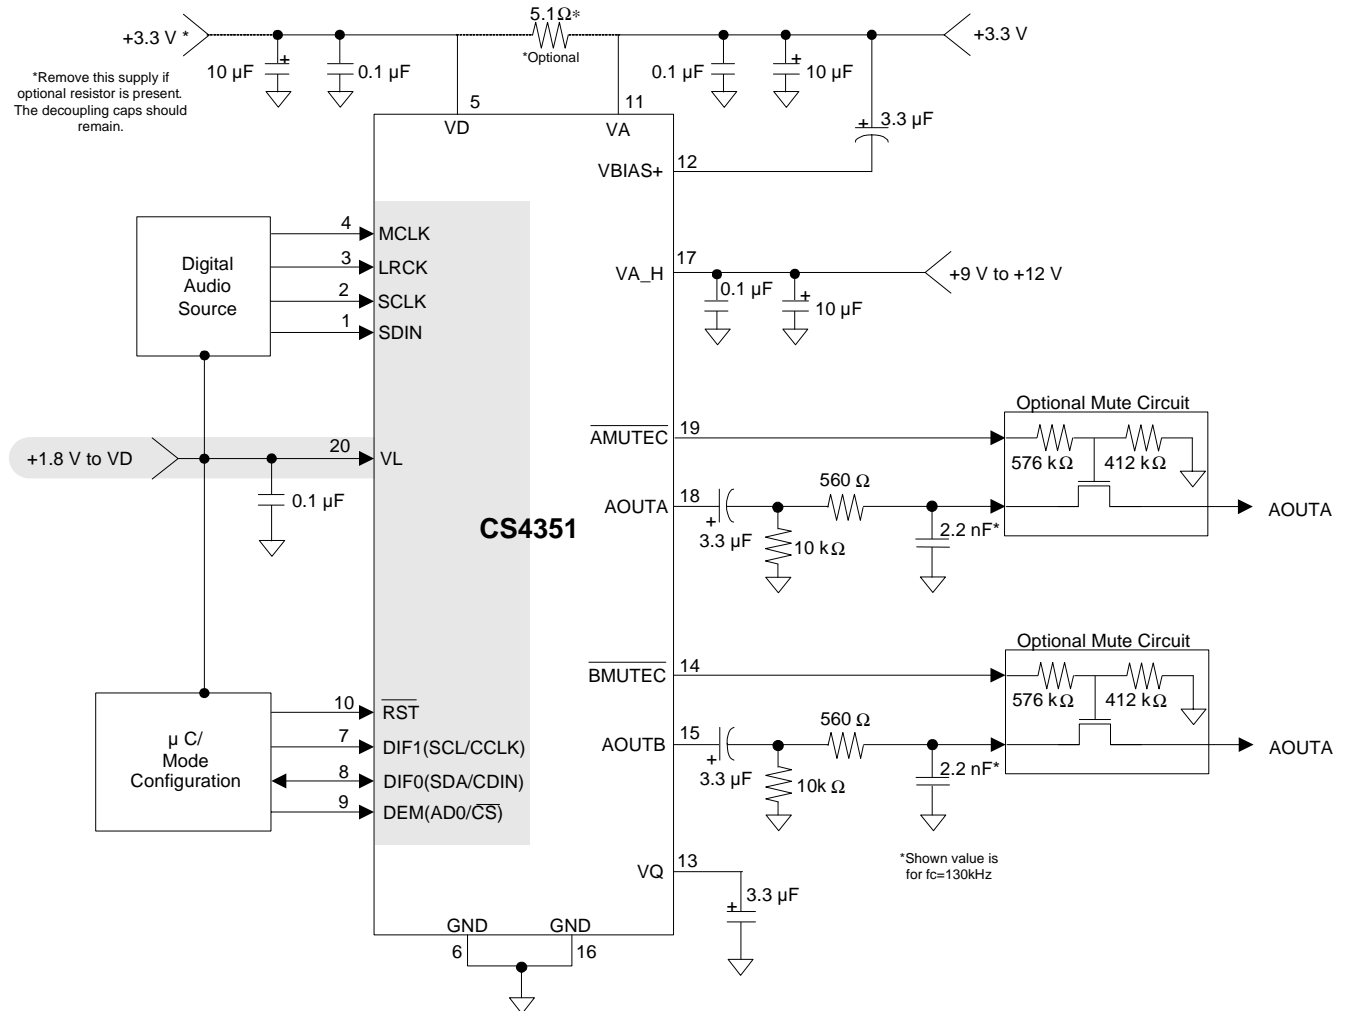 5.1Ω*
+3.3 V *
*Optional
+3.3 V
10 µF
+
0.1 µF
0.1 µF
+
10 µF
*Remove this supply if
optional resistor is present.
The decoupling caps should
remain.
5
11
VD
VA
+
3.3 µF
VBIAS+
12
4
MCLK
3
LRCK
2
SCLK
1
SDIN
Digital
Audio
Source
VA_H
17
+9 V to +12 V
0.1 µF
+
10 µF
+1.8 V to VD
20
VL
0.1 µF
CS4351
Optional Mute Circuit
AMUTEC
19
576 kΩ
412 kΩ
AOUTA
18
+
3.3 µF
560 Ω
10 kΩ
2.2 nF*
AOUTA
Optional Mute Circuit
BMUTEC
14
576 kΩ
412 kΩ
AOUTB
15
+
3.3 µF
560 Ω
10k Ω
2.2 nF*
AOUTA
*Shown value is
for fc=130kHz
µ C/
Mode
Configuration
10
RST
7
DIF1(SCL/CCLK)
8
DIF0(SDA/CDIN)
9
DEM(AD0/CS)
VQ
13
+
3.3 µF
GND
GND
6
16